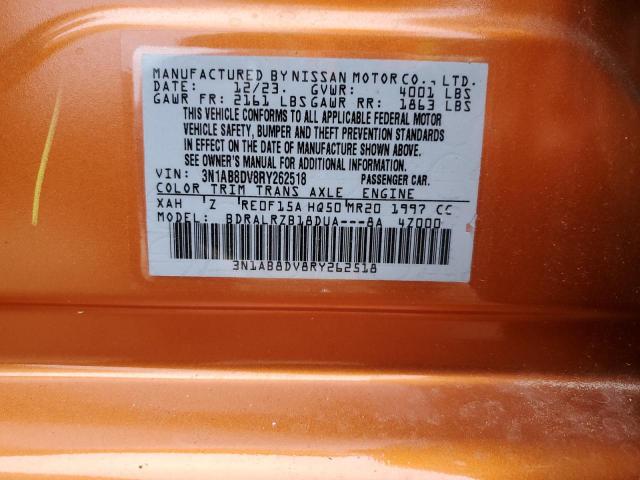 MANUFACTURED BY NISSAN MOTOR CO., LTD.
DATE: 12/23. GVWR: 4001 LBS
GAWR FR: 2161 LBS GAWR RR: 1863 LBS
THIS VEHICLE CONFORMS TO ALL APPLICABLE FEDERAL MOTOR
VEHICLE SAFETY, BUMPER AND THEFT PREVENTION STANDARDS
IN EFFECT ON THE DATE OF MANUFACTURE SHOWN ABOVE.
SEE OWNER'S MANUAL FOR ADDITIONAL INFORMATION.
VIN: 3N1AB8DV8RY262518 PASSENGER CAR.
COLOR TRIM TRANS AXLE ENGINE
XAH Z RE0F15A HQ50 MR20 1997 CC
MODEL: BDRALRZB18DUA---8A 4Z000
3N1AB8DV8RY262518